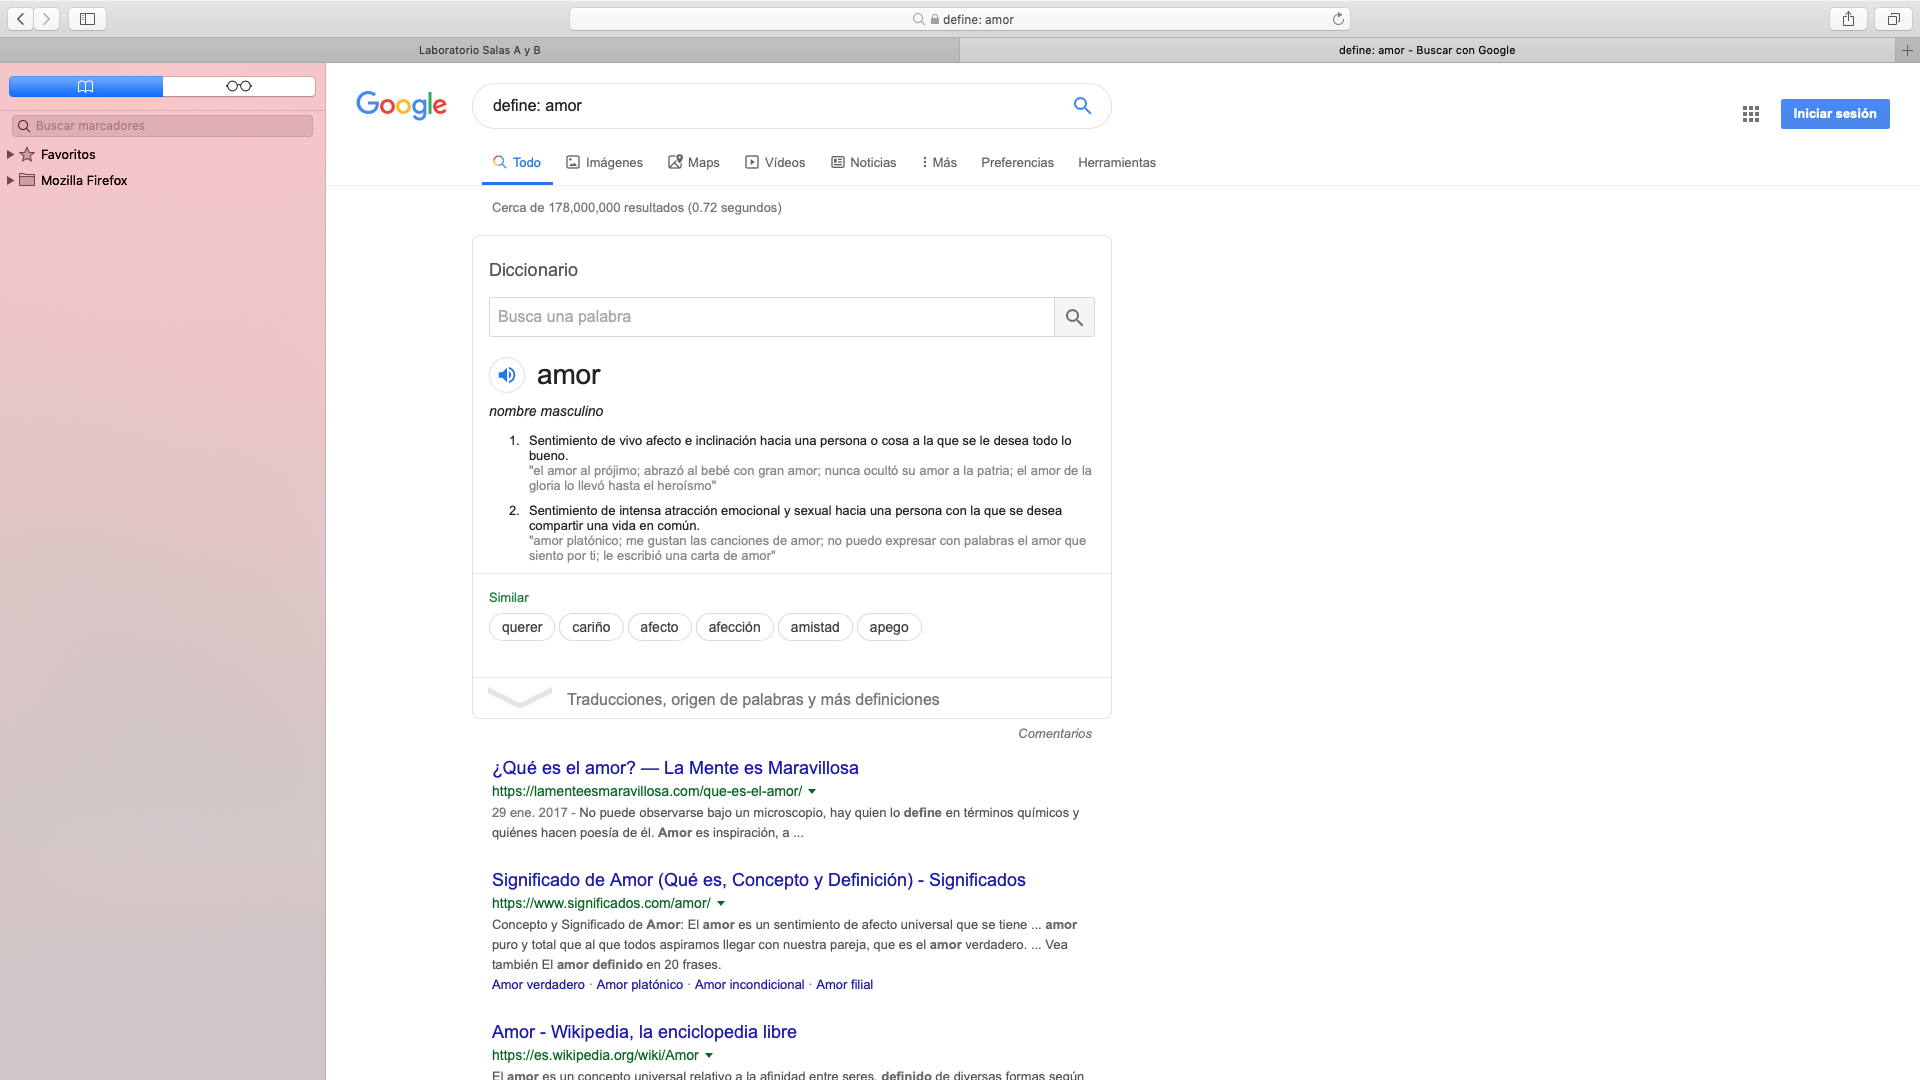 define: amor
Laboratorio Salas A y B
define: amor - Buscar con Google
Buscar marcadores
Favoritos
Mozilla Firefox
Google
define: amor
Iniciar sesión
Todo Imágenes Maps Vídeos Noticias Más Preferencias Herramientas
Cerca de 178,000,000 resultados (0.72 segundos)
Diccionario
Busca una palabra
amor
nombre masculino
1. Sentimiento de vivo afecto e inclinación hacia una persona o cosa a la que se le desea todo lo
bueno.
"el amor al prójimo; abrazó al bebé con gran amor; nunca ocultó su amor a la patria; el amor de la
gloria lo llevó hasta el heroísmo"
2. Sentimiento de intensa atracción emocional y sexual hacia una persona con la que se desea
compartir una vida en común.
"amor platónico; me gustan las canciones de amor; no puedo expresar con palabras el amor que
siento por ti; le escribió una carta de amor"
Similar
querer cariño afecto afección amistad apego
Traducciones, origen de palabras y más definiciones
Comentarios
¿Qué es el amor? — La Mente es Maravillosa
https://lamenteesmaravillosa.com/que-es-el-amor/
29 ene. 2017 - No puede observarse bajo un microscopio, hay quien lo define en términos químicos y
quiénes hacen poesía de él. Amor es inspiración, a ...
Significado de Amor (Qué es, Concepto y Definición) - Significados
https://www.significados.com/amor/
Concepto y Significado de Amor: El amor es un sentimiento de afecto universal que se tiene ... amor
puro y total que al que todos aspiramos llegar con nuestra pareja, que es el amor verdadero. ... Vea
también El amor definido en 20 frases.
Amor verdadero · Amor platónico · Amor incondicional · Amor filial
Amor - Wikipedia, la enciclopedia libre
https://es.wikipedia.org/wiki/Amor
El amor es un concepto universal relativo a la afinidad entre seres, definido de diversas formas según